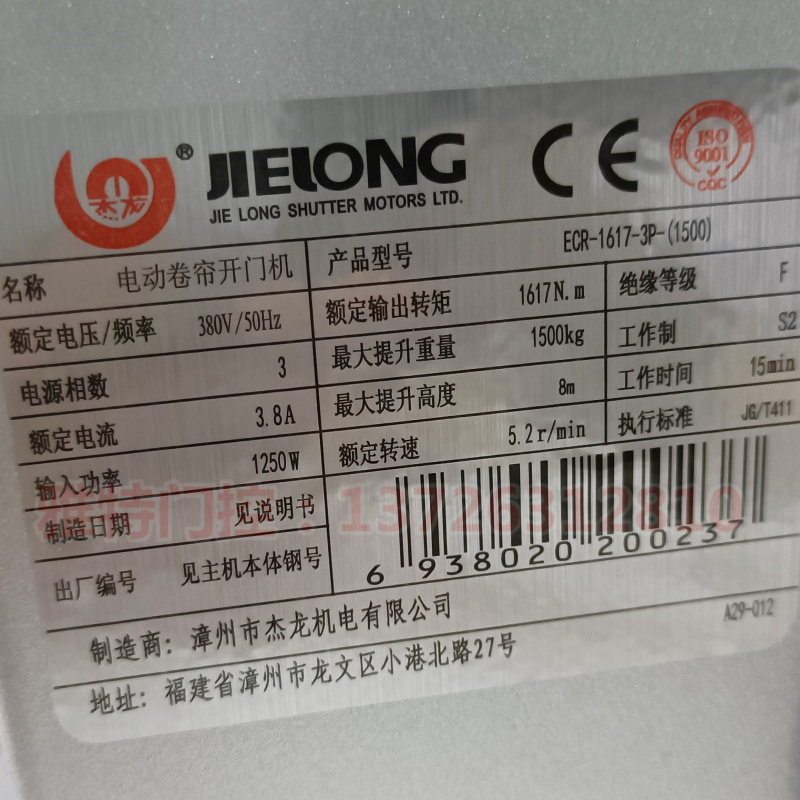 杰龙 ® JIELONG
JIE LONG SHUTTER MOTORS LTD.
CE
QUALITY MANAGEMENT
ISO
9001
CQC
名称 电动卷帘开门机 产品型号 ECR-1617-3P-(1500)
额定电压/频率 380V/50Hz 额定输出转矩 1617N.m 绝缘等级 F
电源相数 3 最大提升重量 1500kg 工作制 S2
额定电流 3.8A 最大提升高度 8m 工作时间 15min
输入功率 1250W 额定转速 5.2r/min 执行标准 JG/T411
制造日期 见说明书
特门控：13726312810
出厂编号 见主机本体钢号
6 938020 200237
制造商：漳州市杰龙机电有限公司
A29-012
地址：福建省漳州市龙文区小港北路27号